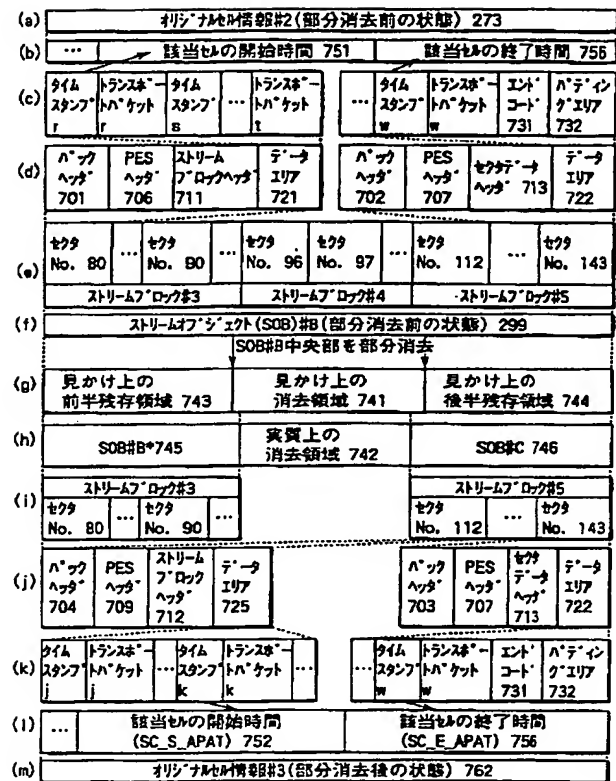 (a) オリジナルセル情報#2(部分消去前の状態) 273
(b) … 該当セルの開始時間 751 該当セルの終了時間 756
(c) タイムスタンプ r トランスポートパケット r タイムスタンプ s … トランスポートパケット t … タイムスタンプ w トランスポートパケット w エンドコード 731 パディングエリア 732
(d) パックヘッダ 701 PESヘッダ 706 ストリームブロックヘッダ 711 データエリア 721 パックヘッダ 702 PESヘッダ 707 セクタデータヘッダ 713 データエリア 722
(e) セクタ No. 80 … セクタ No. 80 … セクタ No. 96 セクタ No. 97 … セクタ No. 112 … セクタ No. 143
ストリームブロック#3 ストリームブロック#4 ストリームブロック#5
(f) ストリームオブジェクト(SOB)#B(部分消去前の状態) 299
SOB#B中央部を部分消去
(g) 見かけ上の前半残存領域 743 見かけ上の消去領域 741 見かけ上の後半残存領域 744
(h) SOB#B*745 実質上の消去領域 742 SOB#C 746
ストリームブロック#3 ストリームブロック#5
(i) セクタ No. 80 … セクタ No. 90 … セクタ No. 112 … セクタ No. 143
(j) パックヘッダ 704 PESヘッダ 709 ストリームブロックヘッダ 712 データエリア 725 パックヘッダ 703 PESヘッダ 707 セクタデータヘッダ 713 データエリア 722
(k) タイムスタンプ j トランスポートパケット j … タイムスタンプ k トランスポートパケット k … … タイムスタンプ w トランスポートパケット w エンドコード 731 パディングエリア 732
(l) … 該当セルの開始時間 (SC_S_APAT) 752 該当セルの終了時間 (SC_E_APAT) 756
(m) オリジナルセル情報#3(部分消去後の状態) 762